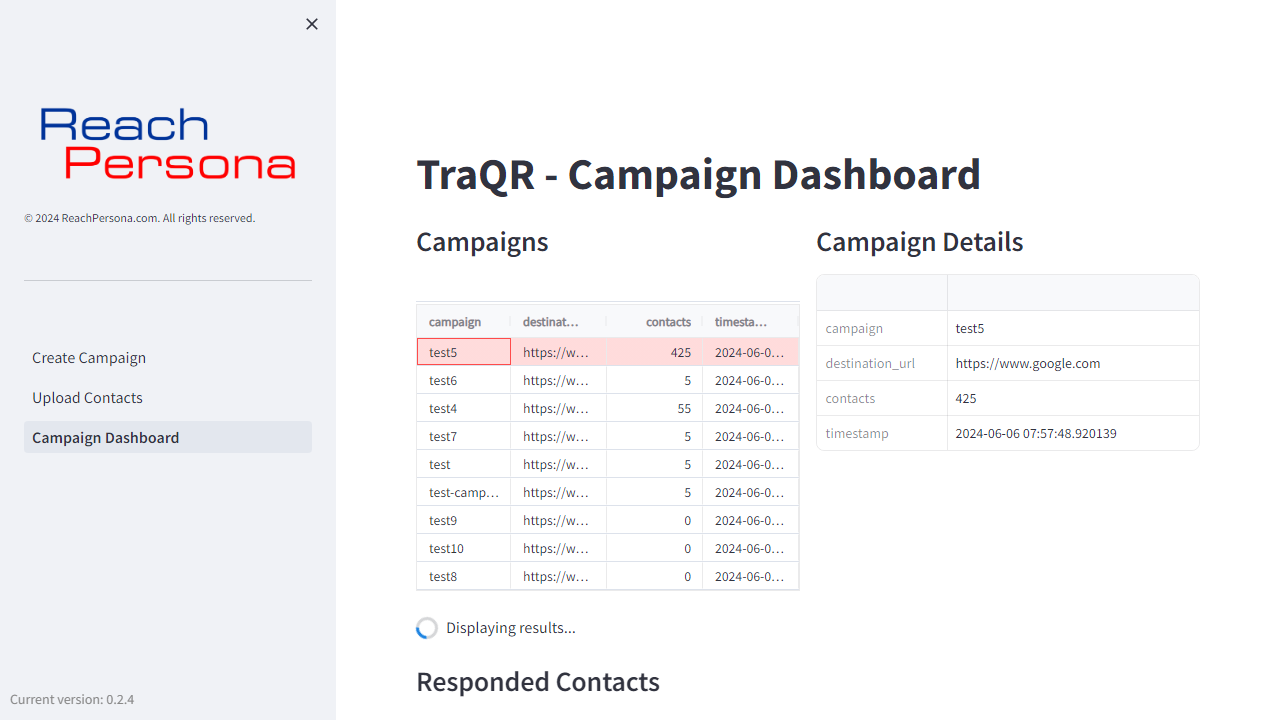 Reach
Persona
© 2024 ReachPersona.com. All rights reserved.
Create Campaign
Upload Contacts
Campaign Dashboard
Current version: 0.2.4
TraQR - Campaign Dashboard
Campaigns
campaign destinat… contacts timesta…
test5 https://w… 425 2024-06-0…
test6 https://w… 5 2024-06-0…
test4 https://w… 55 2024-06-0…
test7 https://w… 5 2024-06-0…
test https://w… 5 2024-06-0…
test-camp… https://w… 5 2024-06-0…
test9 https://w… 0 2024-06-0…
test10 https://w… 0 2024-06-0…
test8 https://w… 0 2024-06-0…
Displaying results...
Campaign Details
campaign test5
destination_url https://www.google.com
contacts 425
timestamp 2024-06-06 07:57:48.920139
Responded Contacts